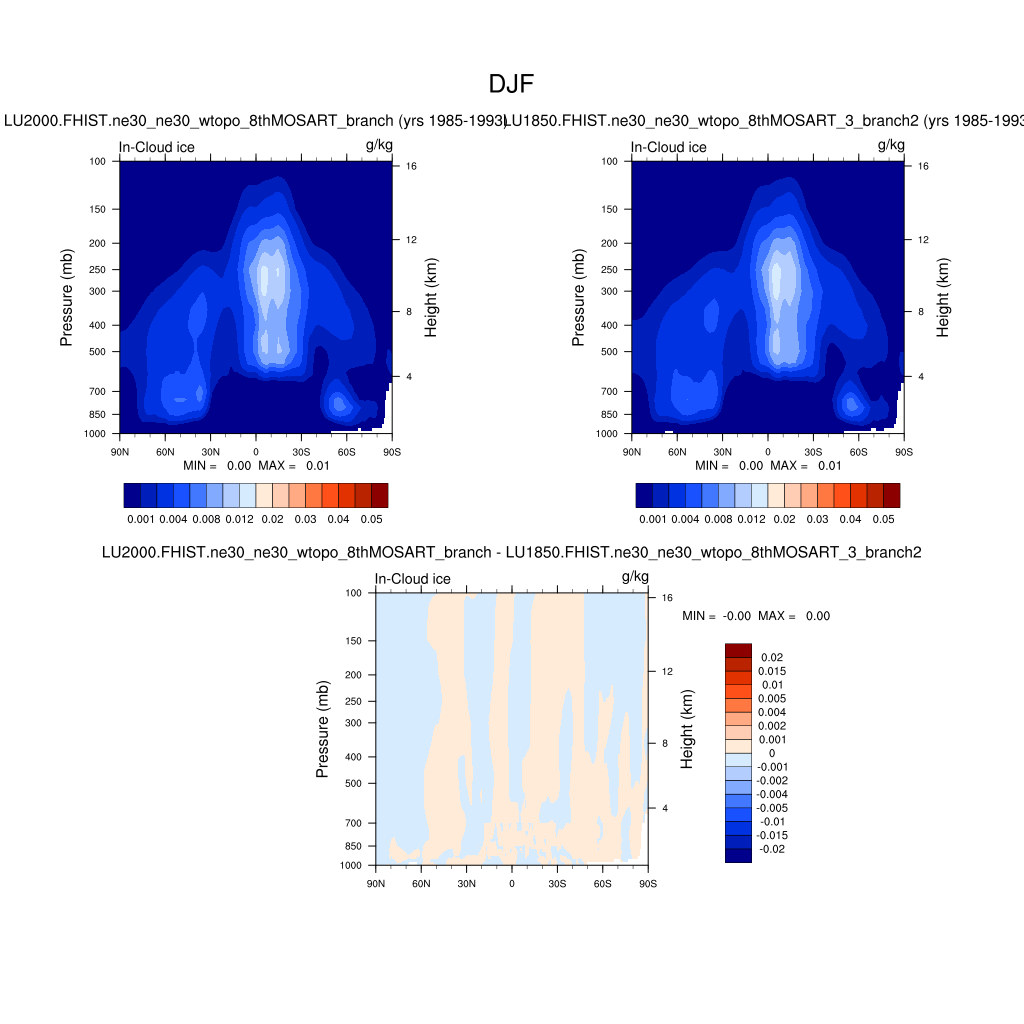 DJF
LU2000.FHIST.ne30_ne30_wtopo_8thMOSART_branch (yrs 1985-1993)
LU1850.FHIST.ne30_ne30_wtopo_8thMOSART_3_branch2 (yrs 1985-1993
In-Cloud ice g/kg
100
150
200
250
300
400
500
700
850
1000
Pressure (mb)
16
12
8
4
Height (km)
90N 60N 30N 0 30S 60S 90S
MIN = 0.00 MAX = 0.01
0.001 0.004 0.008 0.012 0.02 0.03 0.04 0.05
In-Cloud ice g/kg
100
150
200
250
300
400
500
700
850
1000
Pressure (mb)
16
12
8
4
Height (km)
90N 60N 30N 0 30S 60S 90S
MIN = 0.00 MAX = 0.01
0.001 0.004 0.008 0.012 0.02 0.03 0.04 0.05
LU2000.FHIST.ne30_ne30_wtopo_8thMOSART_branch - LU1850.FHIST.ne30_ne30_wtopo_8thMOSART_3_branch2
In-Cloud ice g/kg
100
150
200
250
300
400
500
700
850
1000
Pressure (mb)
16
12
8
4
Height (km)
90N 60N 30N 0 30S 60S 90S
MIN = -0.00 MAX = 0.00
0.02
0.015
0.01
0.005
0.004
0.002
0.001
0
-0.001
-0.002
-0.004
-0.005
-0.01
-0.015
-0.02